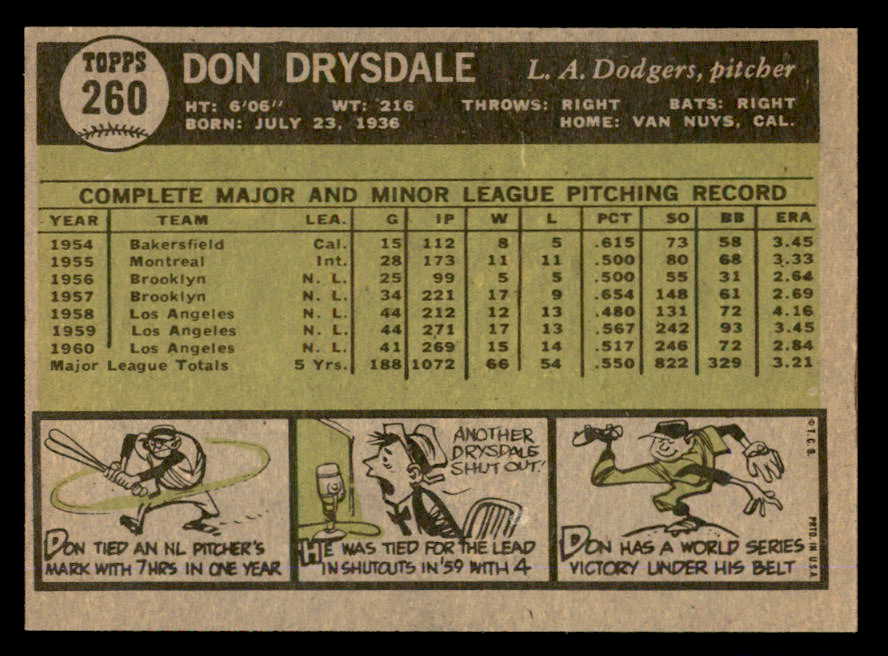 TOPPS
260
DON DRYSDALE L. A. Dodgers, pitcher
HT: 6'06" WT: 216 THROWS: RIGHT BATS: RIGHT
BORN: JULY 23, 1936 HOME: VAN NUYS, CAL.
COMPLETE MAJOR AND MINOR LEAGUE PITCHING RECORD
YEAR TEAM LEA. G IP W L PCT SO BB ERA
1954 Bakersfield Cal. 15 112 8 5 .615 73 58 3.45
1955 Montreal Int. 28 173 11 11 .500 80 68 3.33
1956 Brooklyn N. L. 25 99 5 5 .500 55 31 2.64
1957 Brooklyn N. L. 34 221 17 9 .654 148 61 2.69
1958 Los Angeles N. L. 44 212 12 13 .480 131 72 4.16
1959 Los Angeles N. L. 44 271 17 13 .567 242 93 3.45
1960 Los Angeles N. L. 41 269 15 14 .517 246 72 2.84
Major League Totals 5 Yrs. 188 1072 66 54 .550 822 329 3.21
DON TIED AN NL PITCHER'S
MARK WITH 7 HRS IN ONE YEAR
ANOTHER
DRYSDALE
SHUT OUT!
HE WAS TIED FOR THE LEAD
IN SHUTOUTS IN '59 WITH 4
DON HAS A WORLD SERIES
VICTORY UNDER HIS BELT
© T. C. G.
PRTD. IN U.S.A.